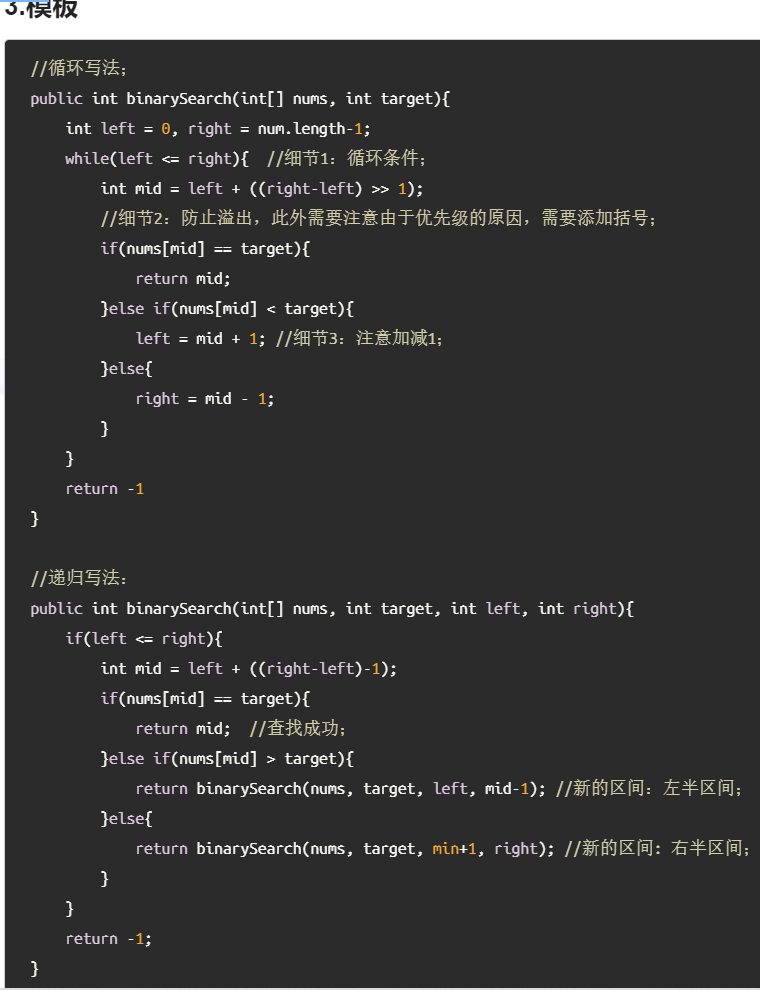 3.模板
//循环写法;
public int binarySearch(int[] nums, int target){
    int left = 0, right = num.length-1;
    while(left <= right){  //细节1：循环条件;
        int mid = left + ((right-left) >> 1);
        //细节2：防止溢出，此外需要注意由于优先级的原因，需要添加括号;
        if(nums[mid] == target){
            return mid;
        }else if(nums[mid] < target){
            left = mid + 1; //细节3：注意加减1;
        }else{
            right = mid - 1;
        }
    }
    return -1
}
//递归写法:
public int binarySearch(int[] nums, int target, int left, int right){
    if(left <= right){
        int mid = left + ((right-left)-1);
        if(nums[mid] == target){
            return mid;  //查找成功;
        }else if(nums[mid] > target){
            return binarySearch(nums, target, left, mid-1); //新的区间：左半区间;
        }else{
            return binarySearch(nums, target, min+1, right); //新的区间: 右半区间;
        }
    }
    return -1;
}